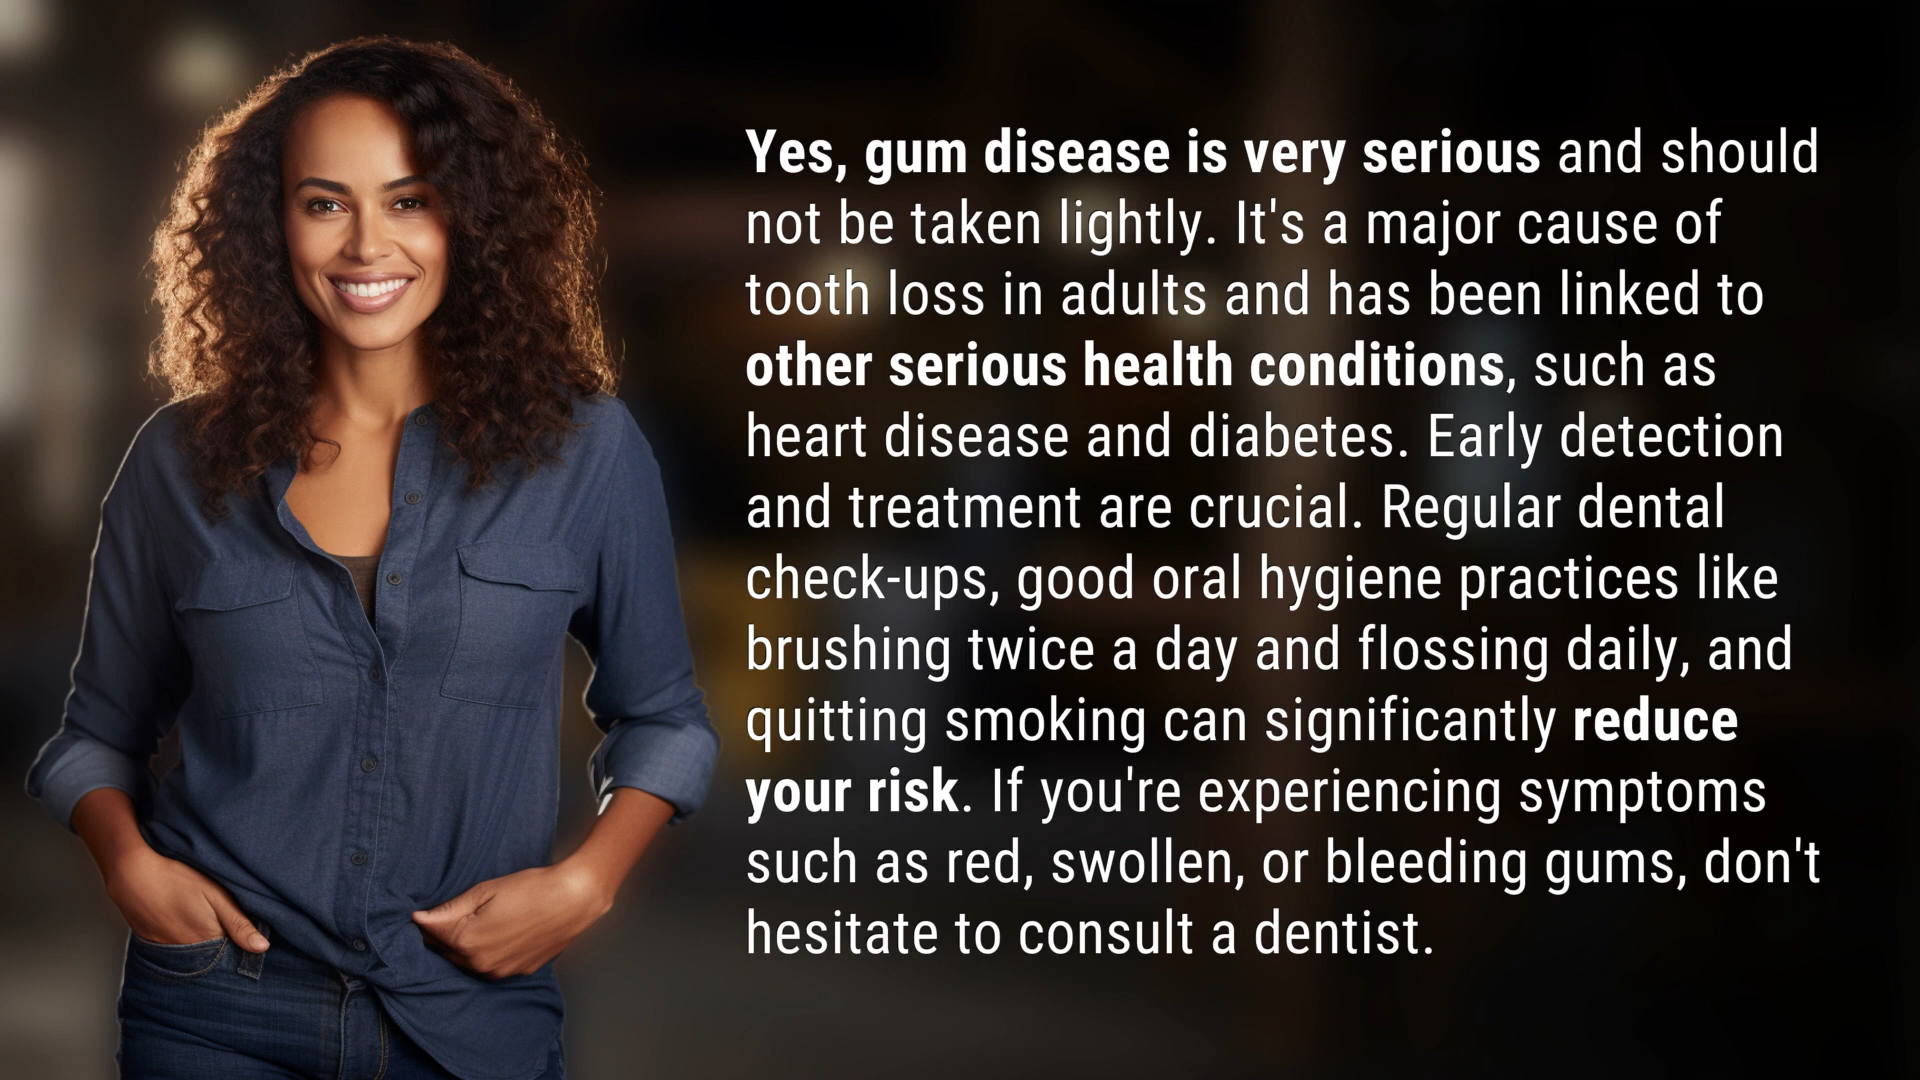 Yes, gum disease is very serious and should
not be taken lightly. It's a major cause of
tooth loss in adults and has been linked to
other serious health conditions, such as
heart disease and diabetes. Early detection
and treatment are crucial. Regular dental
check-ups, good oral hygiene practices like
brushing twice a day and flossing daily, and
quitting smoking can significantly reduce
your risk. If you're experiencing symptoms
such as red, swollen, or bleeding gums, don't
hesitate to consult a dentist.